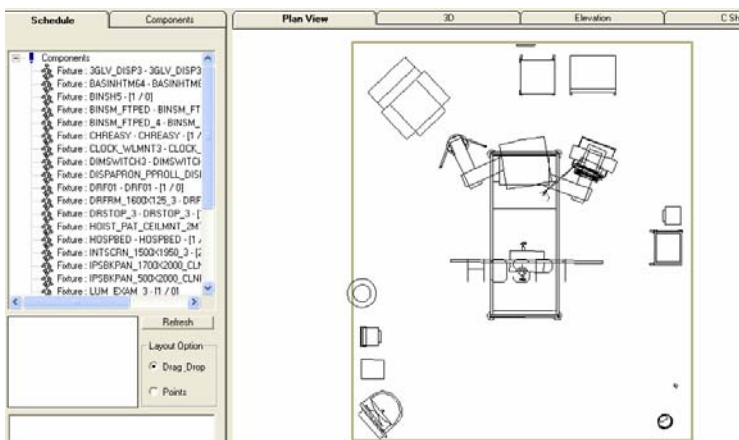 Schedule
Components
Plan View
3D
Elevation
C Sh
Components
Fixture : 3GLV_DISP3 - 3GLV_DISP3
Fixture : BASINHTM64 - BASINHTM6
Fixture : BINSH5 - [1 / 0]
Fixture : BINSM_FTPED - BINSM_FT
Fixture : BINSM_FTPED_4 - BINSM_
Fixture : CHREASY - CHREASY - [1 /
Fixture : CLOCK_WLMNT3 - CLOCK_
Fixture : DIMSWITCH3 - DIMSWITCH
Fixture : DISPAPRON_PPROLL_DISP
Fixture : DRF01 - DRF01 - [1 / 0]
Fixture : DRFRM_1600X125_3 - DRF
Fixture : DRSTOP_3 - DRSTOP_3 - [
Fixture : HOIST_PAT_CEILMNT_2M
Fixture : HOSPBED - HOSPBED - [1 /
Fixture : INTSCRN_1500X1950_3 - [2
Fixture : IPSBKPAN_1700X2000_CLN
Fixture : IPSBKPAN_500X2000_CLNI
Fixture : LUM_EXAM_3 - [1 / 0]
Refresh
Layout Option
Drag_Drop
Points